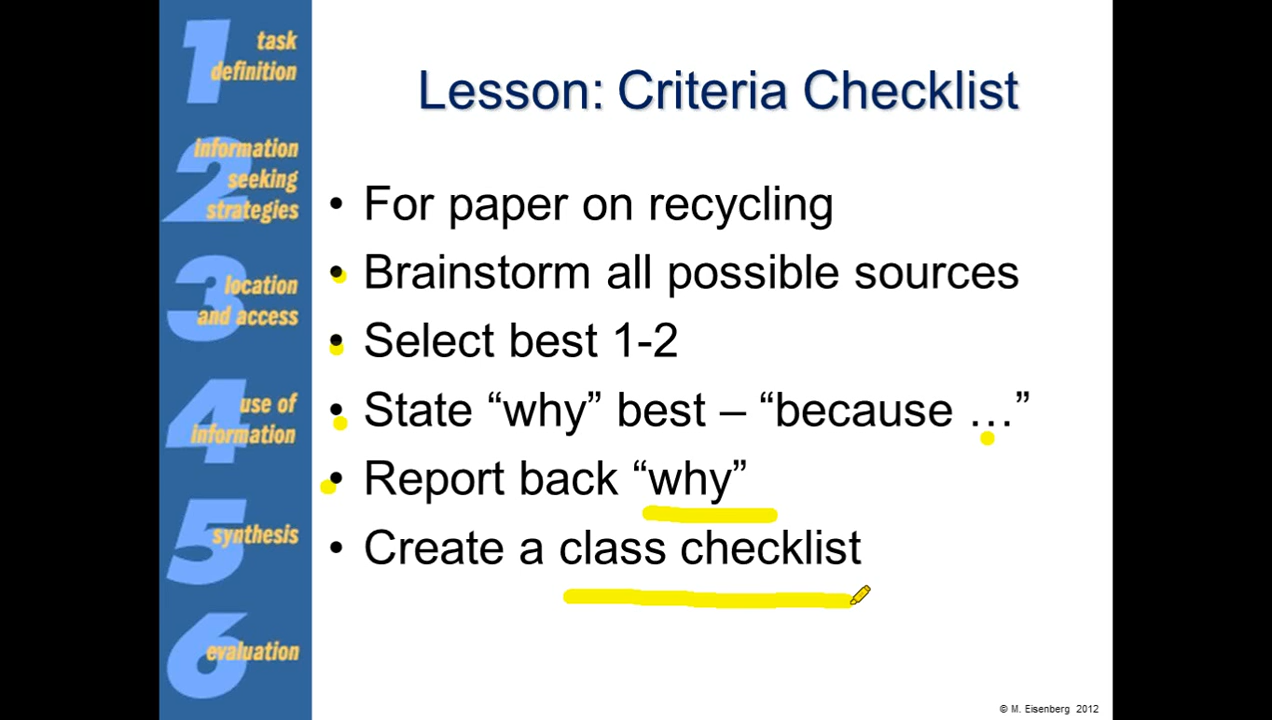 1 task
definition
2 information
seeking
strategies
3 location
and access
4 use of
information
5 synthesis
6 evaluation
Lesson: Criteria Checklist
• For paper on recycling
• Brainstorm all possible sources
• Select best 1-2
• State “why” best – “because …”
• Report back “why”
• Create a class checklist
© M. Eisenberg 2012